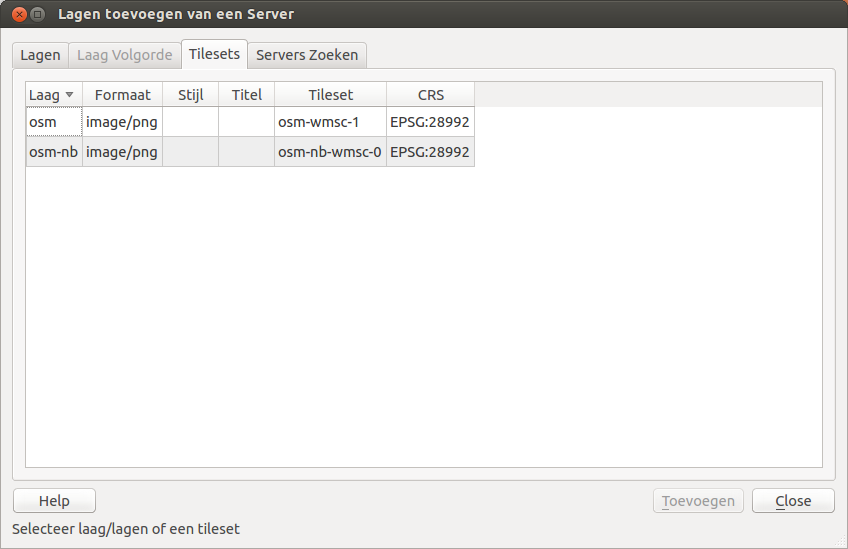 Lagen toevoegen van een Server
Lagen Laag Volgorde Tilesets Servers Zoeken
Laag Formaat Stijl Titel Tileset CRS
osm image/png osm-wmsc-1 EPSG:28992
osm-nb image/png osm-nb-wmsc-0 EPSG:28992
Help Toevoegen Close
Selecteer laag/lagen of een tileset